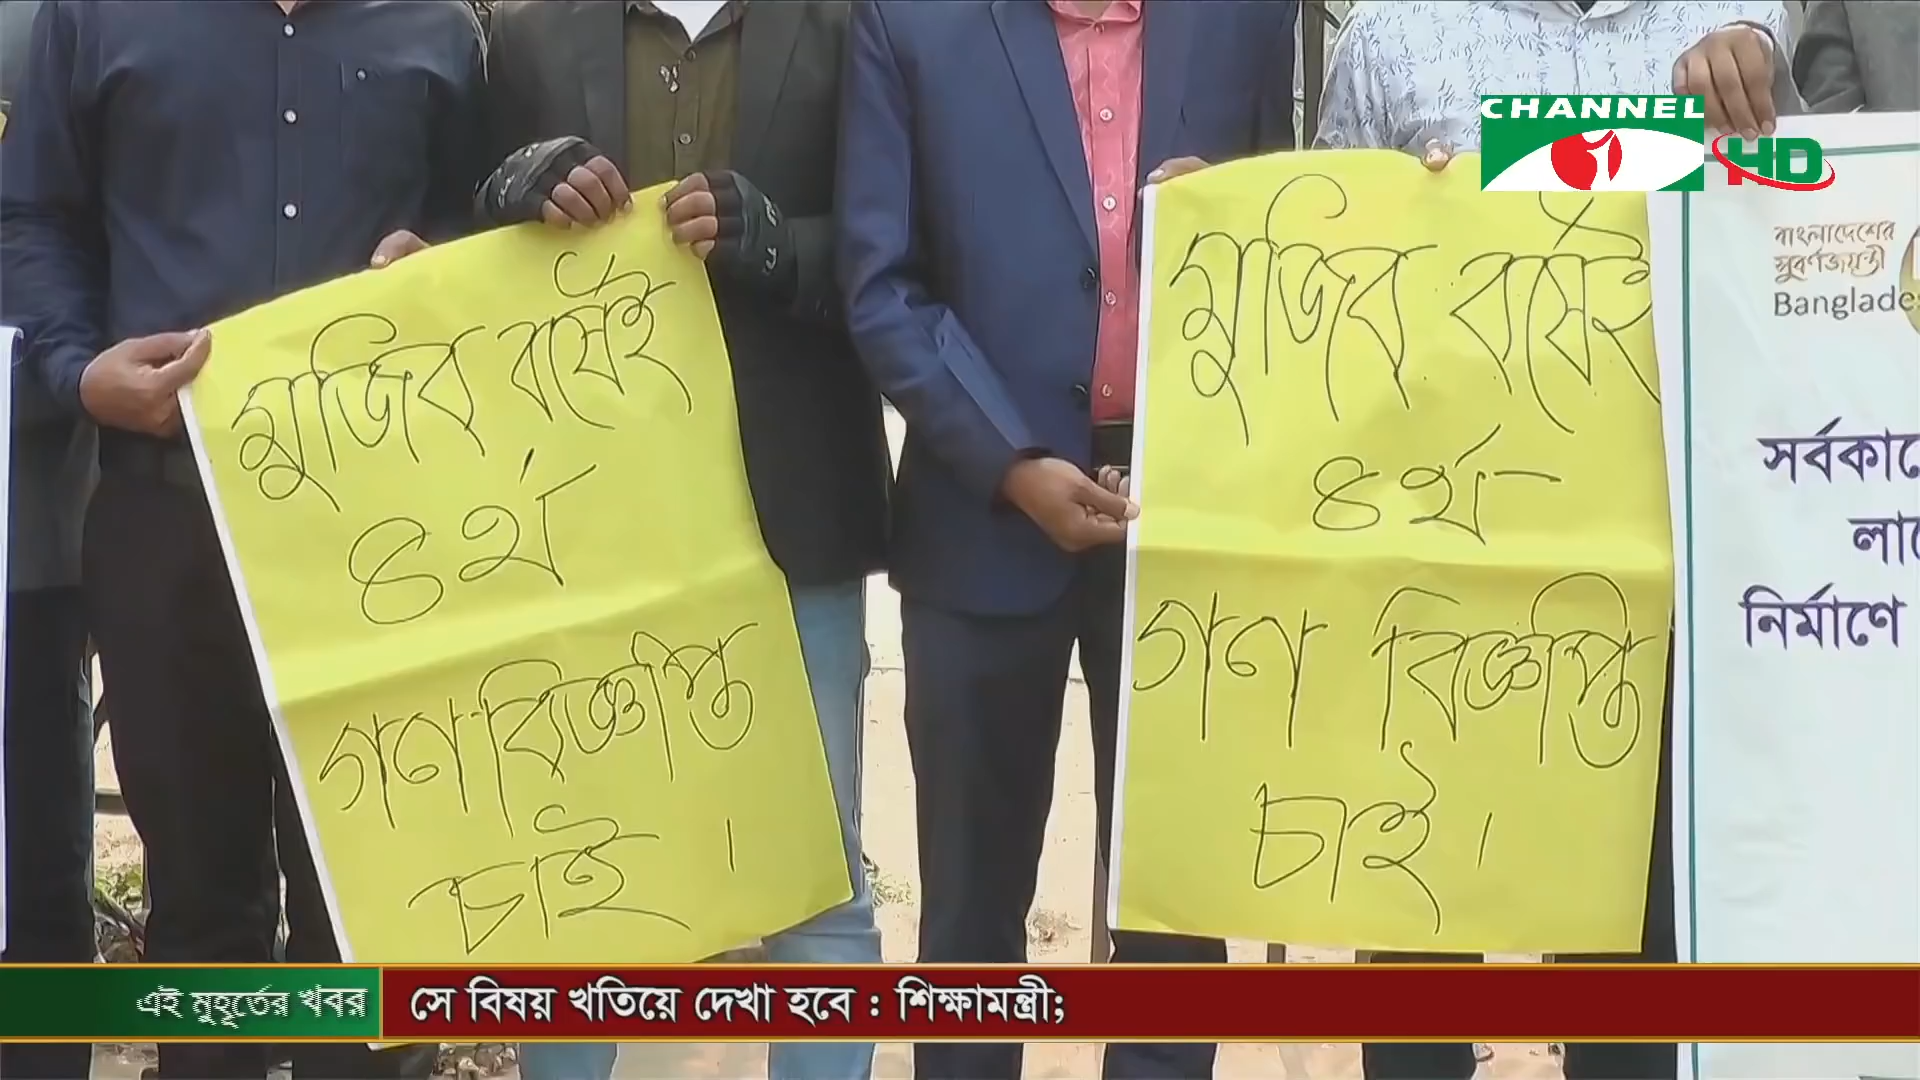 CHANNEL
i HD
মুজিব বর্ষেই
৪র্থ
গণবিজ্ঞপ্তি
চাই ।
মুজিব বর্ষেই
৪র্থ
গণ বিজ্ঞপ্তি
চাই ।
বাংলাদেশের
সুবর্ণজয়ন্তী
সর্বকালে
নির্মাণে
এই মুহূর্তের খবর
সে বিষয় খতিয়ে দেখা হবে : শিক্ষামন্ত্রী;